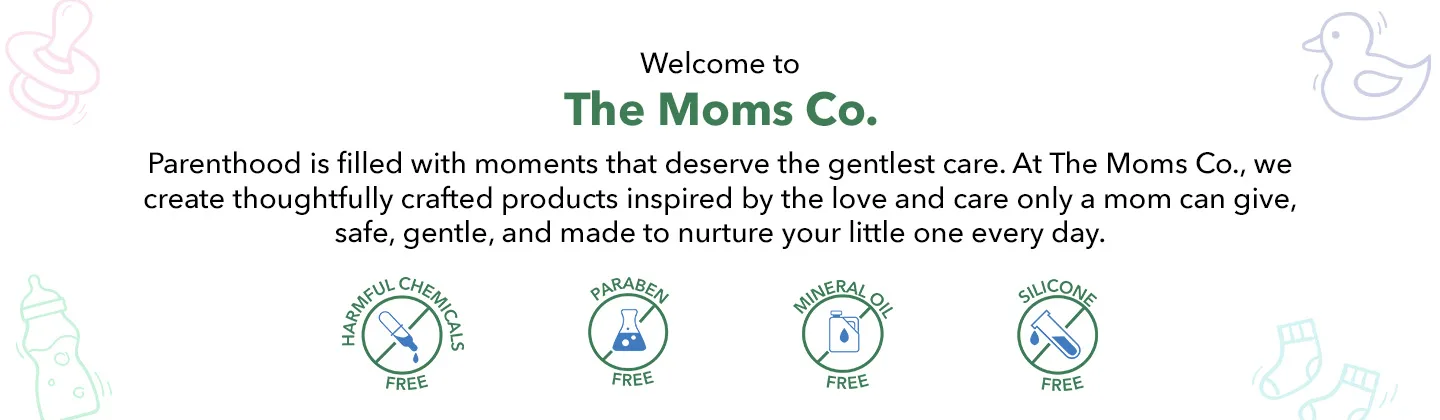 Welcome to
The Moms Co.
Parenthood is filled with moments that deserve the gentlest care. At The Moms Co., we
create thoughtfully crafted products inspired by the love and care only a mom can give,
safe, gentle, and made to nurture your little one every day.
HARMFUL CHEMICALS
FREE
PARABEN
FREE
MINERAL OIL
FREE
SILICONE
FREE